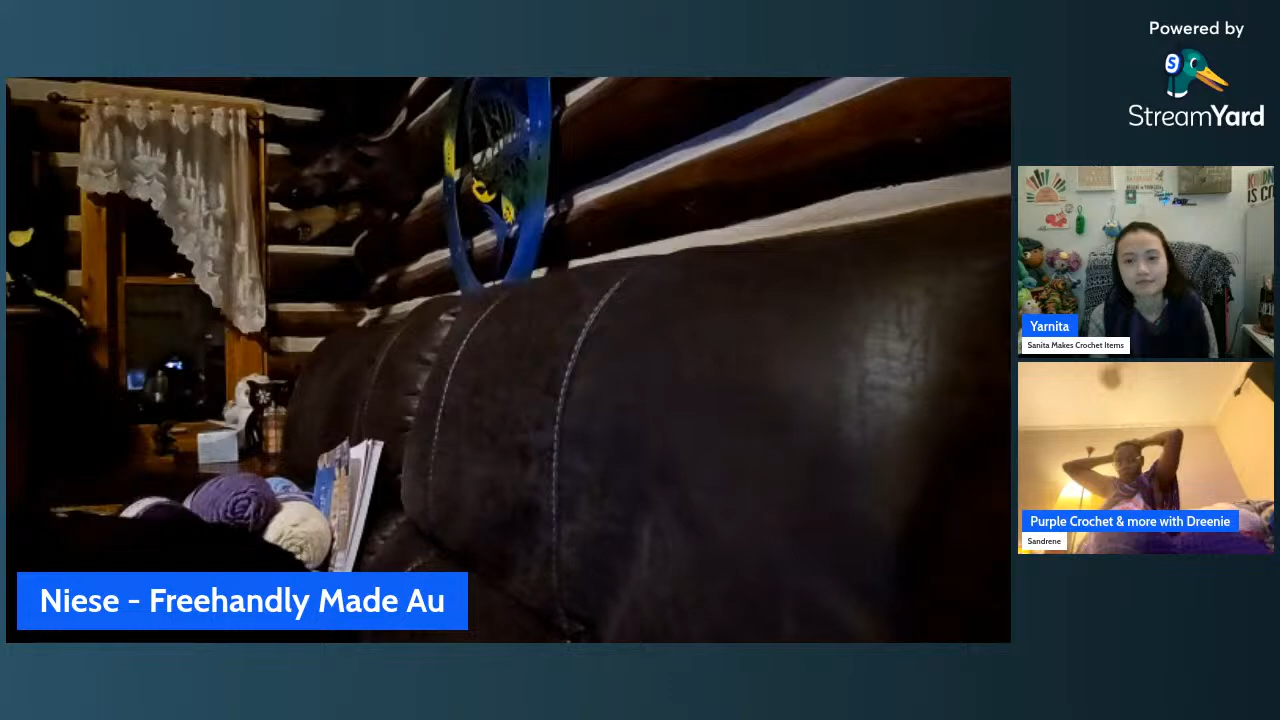 Powered by
S
StreamYard
Yarnita
Sanita Makes Crochet Items
Purple Crochet & more with Dreenie
Sandrene
Niese - Freehandly Made Au